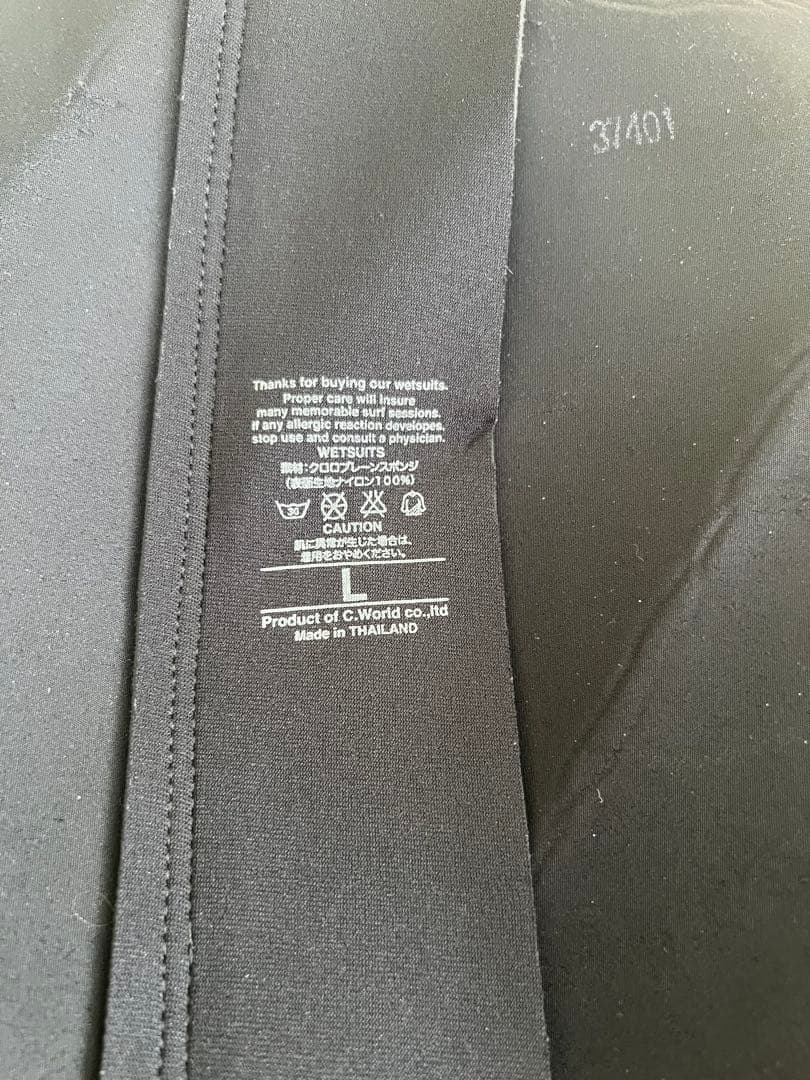 37401
Thanks for buying our wetsuits.
Proper care will insure
many memorable surf sessions.
If any allergic reaction developes,
stop use and consult a physician.
WETSUITS
素材:クロロプレーンスポンジ
(表面生地ナイロン100%)
30
CAUTION
肌に異常が生じた場合は、
着用をおやめください。
L
Product of C.World co.,ltd
Made in THAILAND